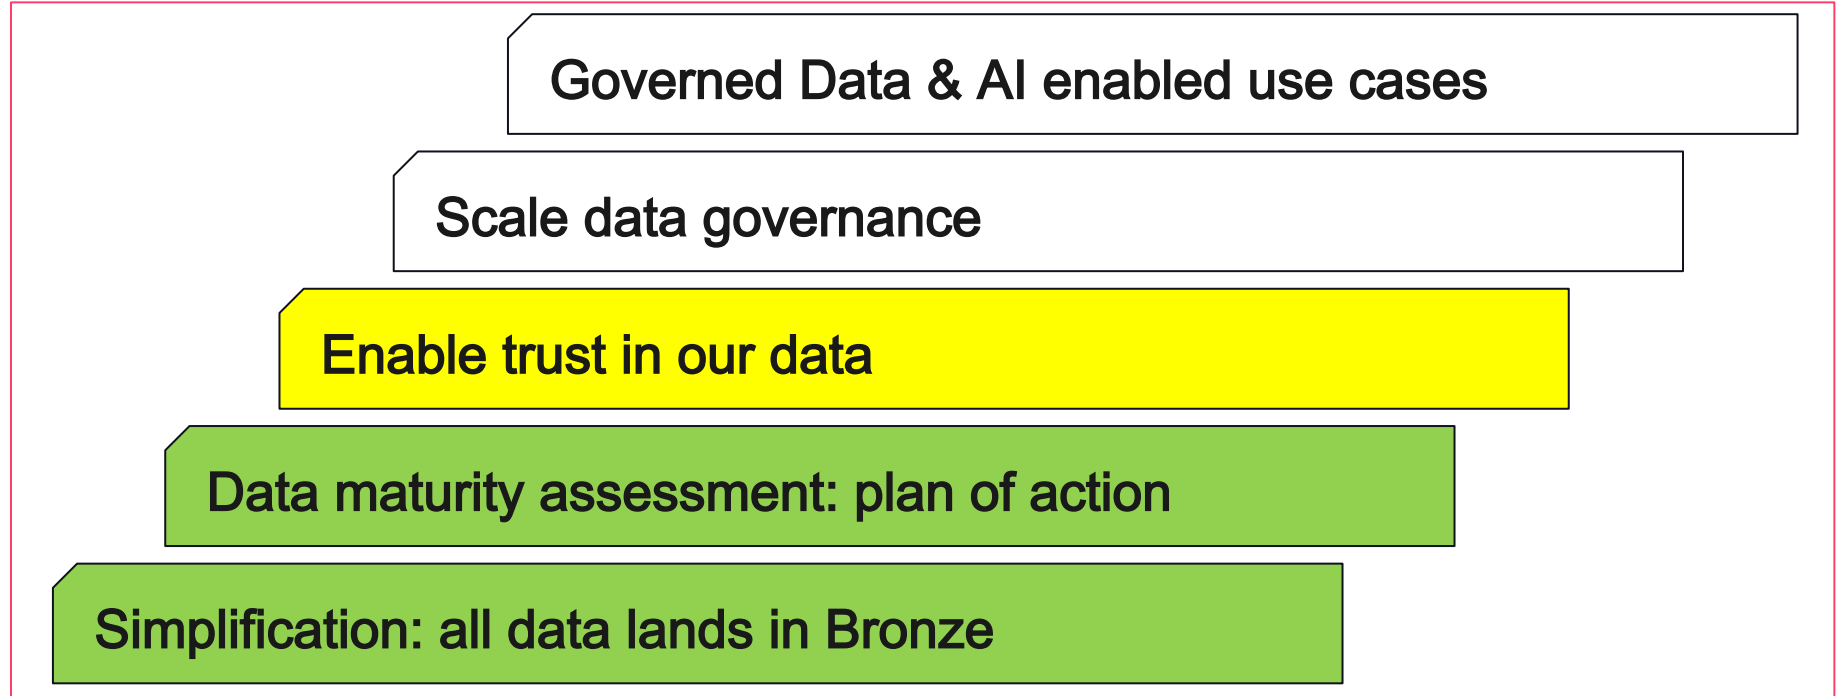 Governed Data & AI enabled use cases
Scale data governance
Enable trust in our data
Data maturity assessment: plan of action
Simplification: all data lands in Bronze